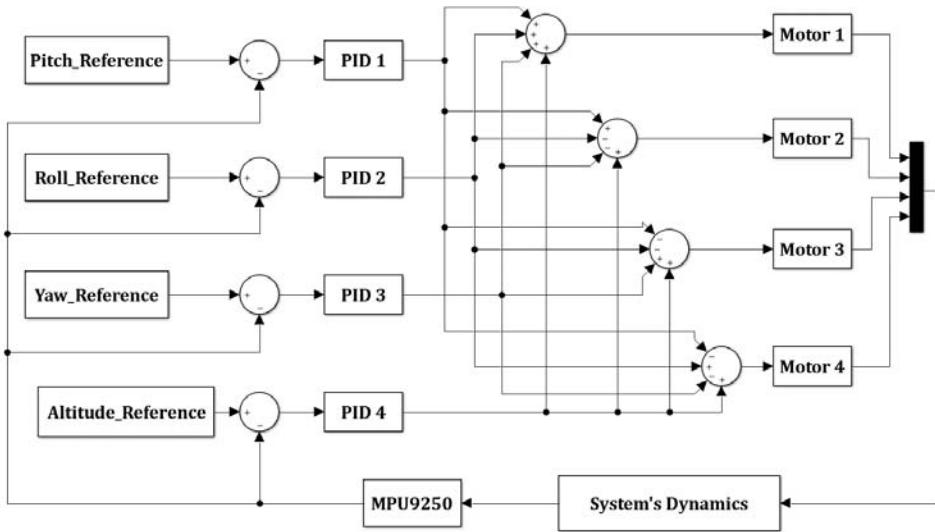 Pitch_Reference
+
−
PID 1
+
+
+
+
Motor 1
Roll_Reference
+
−
PID 2
+
−
−
+
Motor 2
Yaw_Reference
+
−
PID 3
−
−
+
+
Motor 3
Altitude_Reference
+
−
PID 4
−
+
−
+
Motor 4
MPU9250
System's Dynamics